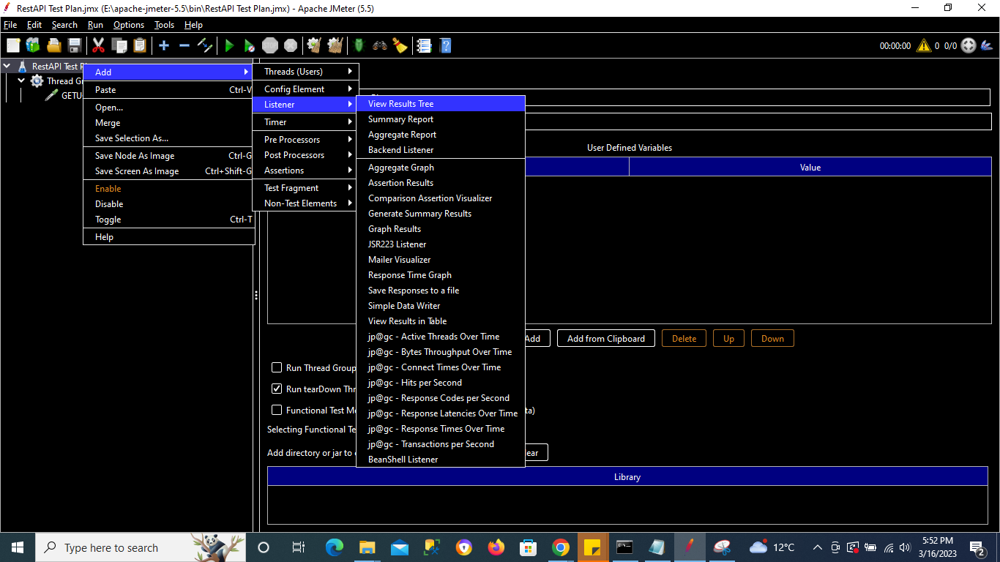 RestAPI Test Plan.jmx (E:\apache-jmeter-5.5\bin\RestAPI Test Plan.jmx) - Apache JMeter (5.5)
File Edit Search Run Options Tools Help
00:00:00 0 0/0
RestAPI Test
Thread
GETU
Add
Paste Ctrl-V
Open...
Merge
Save Selection As...
Save Node As Image Ctrl-G
Save Screen As Image Ctrl+Shift-G
Enable
Disable
Toggle Ctrl-T
Help
Threads (Users)
Config Element
Listener
Timer
Pre Processors
Post Processors
Assertions
Test Fragment
Non-Test Elements
View Results Tree
Summary Report
Aggregate Report
Backend Listener
Aggregate Graph
Assertion Results
Comparison Assertion Visualizer
Generate Summary Results
Graph Results
JSR223 Listener
Mailer Visualizer
Response Time Graph
Save Responses to a file
Simple Data Writer
View Results in Table
jp@gc - Active Threads Over Time
jp@gc - Bytes Throughput Over Time
jp@gc - Connect Times Over Time
jp@gc - Hits per Second
jp@gc - Response Codes per Second
jp@gc - Response Latencies Over Time
jp@gc - Response Times Over Time
jp@gc - Transactions per Second
BeanShell Listener
User Defined Variables
Value
Add Add from Clipboard Delete Up Down
Run Thread Group
Run tearDown Thr
Functional Test M ta)
Selecting Functional Te
Add directory or jar to ear
Library
Type here to search
12°C
5:52 PM
3/16/2023
2